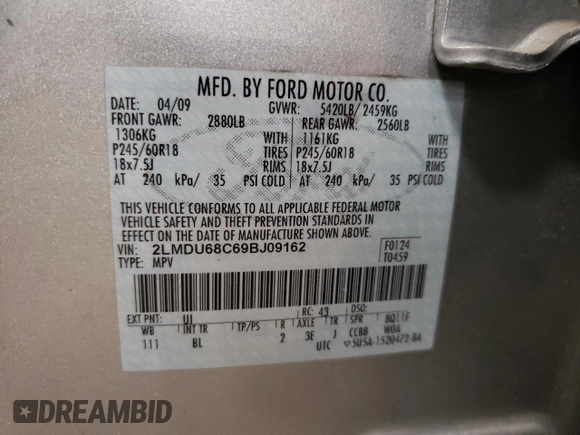 MFD. BY FORD MOTOR CO.
DATE: 04/09 GVWR: 5420LB/ 2459KG
FRONT GAWR: 2880LB REAR GAWR: 2560LB
1306KG WITH 1161KG WITH
P245/60R18 TIRES P245/60R18 TIRES
18x7.5J RIMS 18x7.5J RIMS
AT 240 kPa/ 35 PSI COLD AT 240 kPa/ 35 PSI COLD
THIS VEHICLE CONFORMS TO ALL APPLICABLE FEDERAL MOTOR
VEHICLE SAFETY AND THEFT PREVENTION STANDARDS IN
EFFECT ON THE DATE OF MANUFACTURE SHOWN ABOVE.
VIN: 2LMDU68C69BJ09162 F0124
TYPE: MPV T0459
EXT PNT: UI RC: 43 DSO:
WB INT TR TP/PS R AXLE TR SPR BQ11F
111 BL 2 3E J CCBB WOA
UTC ▽5U5A-1520472-BA
DREAMBID